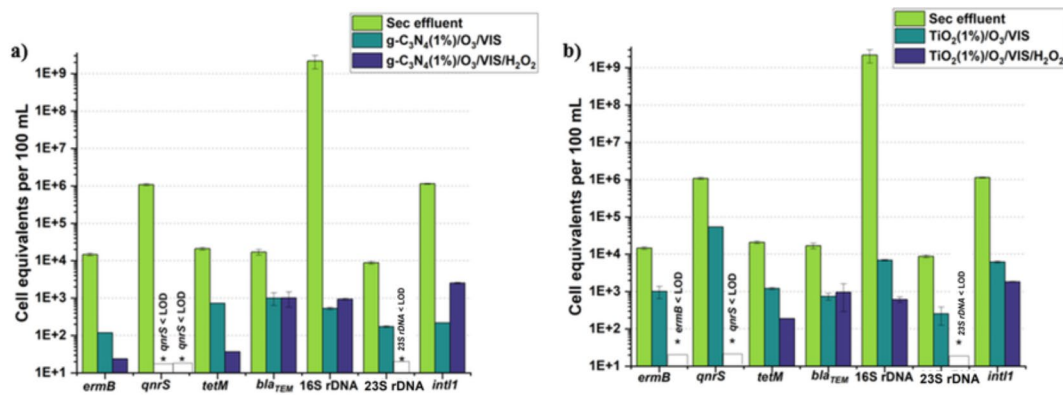 a)
Sec effluent
g-C₃N₄(1%)/O₃/VIS
g-C₃N₄(1%)/O₃/VIS/H₂O₂
Cell equivalents per 100 mL
1E+9
1E+8
1E+7
1E+6
1E+5
1E+4
1E+3
1E+2
1E+1
* qnrS < LOD
* qnrS < LOD
* 23S rDNA < LOD
ermB qnrS tetM bla_TEM 16S rDNA 23S rDNA intI1
b)
Sec effluent
TiO₂(1%)/O₃/VIS
TiO₂(1%)/O₃/VIS/H₂O₂
Cell equivalents per 100 mL
1E+9
1E+8
1E+7
1E+6
1E+5
1E+4
1E+3
1E+2
1E+1
* ermB < LOD
* qnrS < LOD
* 23S rDNA < LOD
ermB qnrS tetM bla_TEM 16S rDNA 23S rDNA intI1